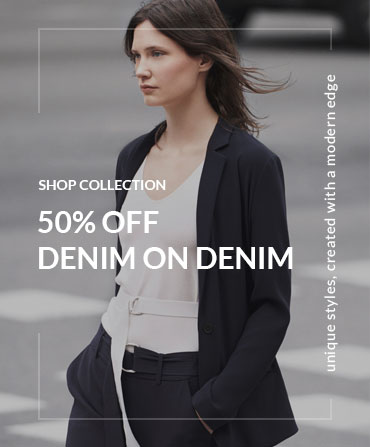 SHOP COLLECTION
50% OFF
DENIM ON DENIM
unique styles, created with a modern edge